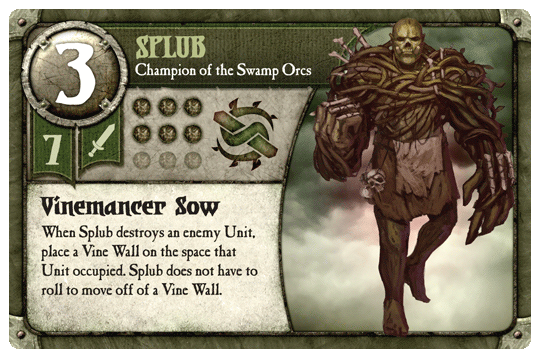 3
SPLUB
Champion of the Swamp Orcs
7
Vinemancer Sow
When Splub destroys an enemy Unit,
place a Vine Wall on the space that
Unit occupied. Splub does not have to
roll to move off of a Vine Wall.